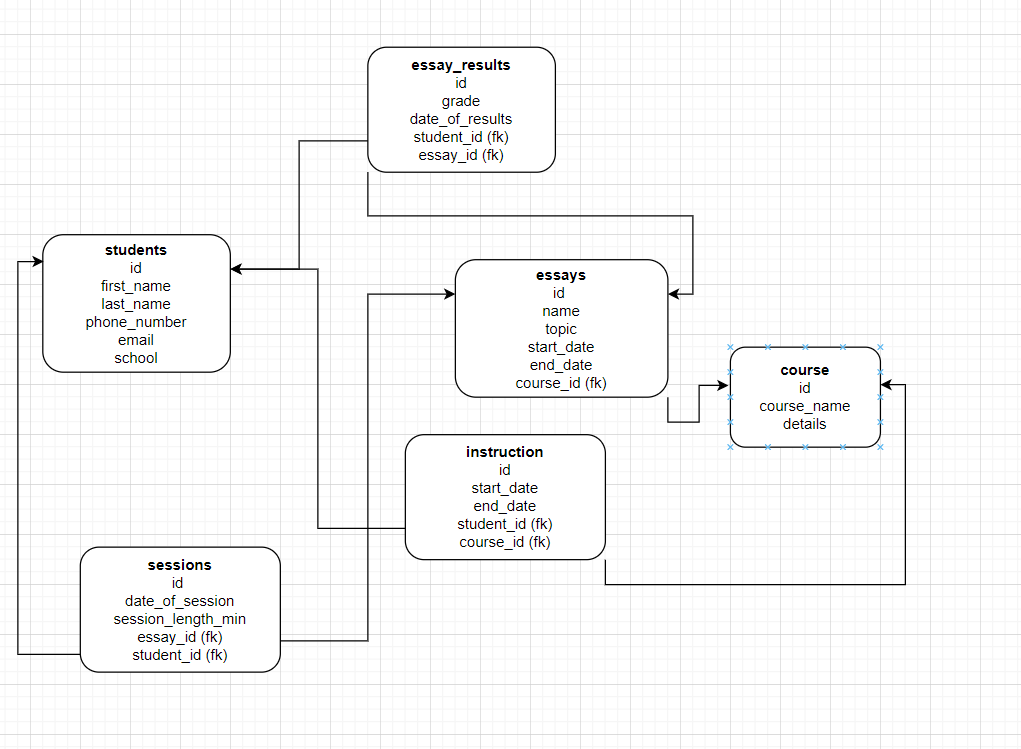 essay_results
id
grade
date_of_results
student_id (fk)
essay_id (fk)
students
id
first_name
last_name
phone_number
email
school
essays
id
name
topic
start_date
end_date
course_id (fk)
course
id
course_name
details
instruction
id
start_date
end_date
student_id (fk)
course_id (fk)
sessions
id
date_of_session
session_length_min
essay_id (fk)
student_id (fk)